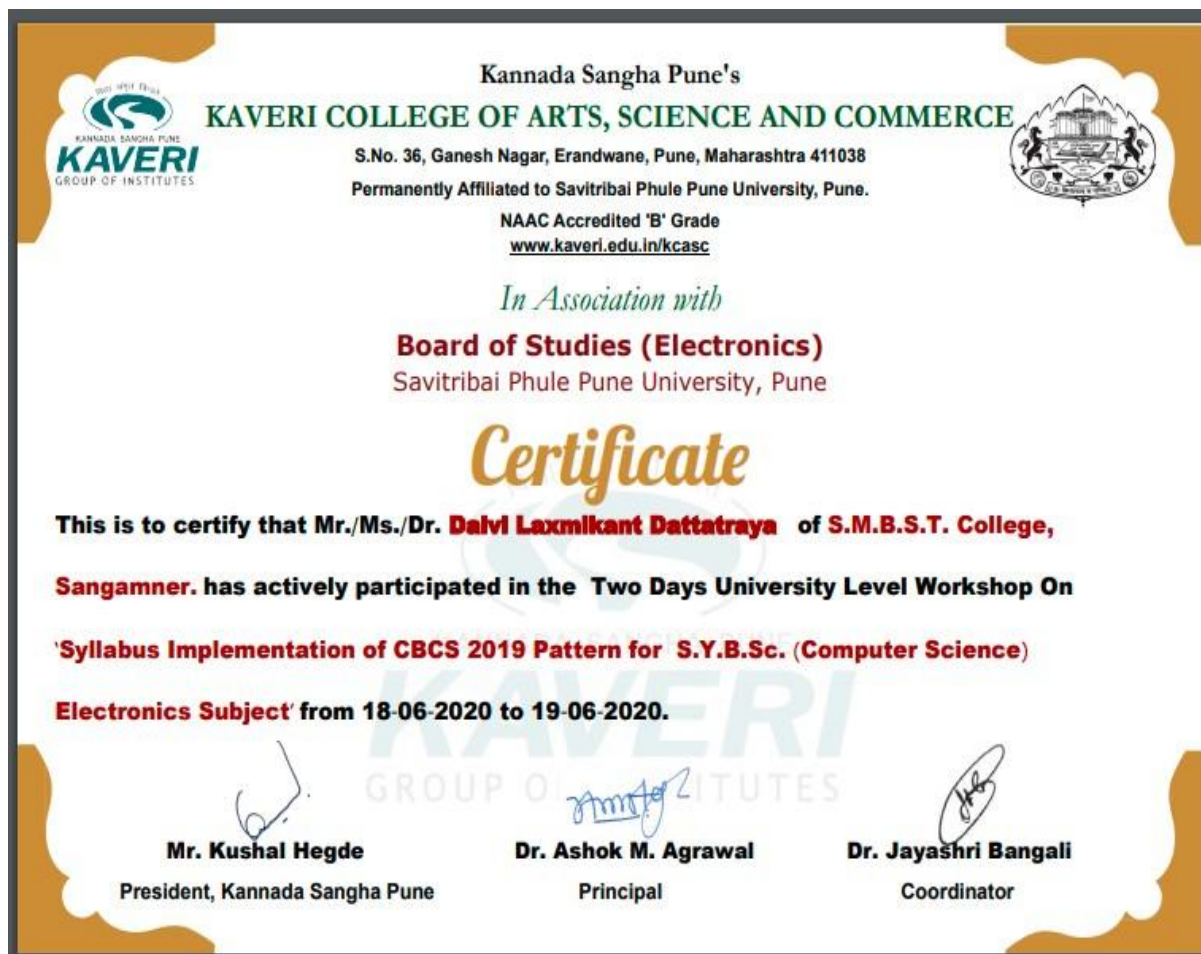 Kannada Sangha Pune's
KAVERI COLLEGE OF ARTS, SCIENCE AND COMMERCE
S.No. 36, Ganesh Nagar, Erandwane, Pune, Maharashtra 411038
Permanently Affiliated to Savitribai Phule Pune University, Pune.
NAAC Accredited 'B' Grade
www.kaveri.edu.in/kcasc
KANNADA SANGHA PUNE
KAVERI
GROUP OF INSTITUTES
In Association with
Board of Studies (Electronics)
Savitribai Phule Pune University, Pune
Certificate
This is to certify that Mr./Ms./Dr. Dalvi Laxmikant Dattatraya of S.M.B.S.T. College,
Sangamner. has actively participated in the Two Days University Level Workshop On
'Syllabus Implementation of CBCS 2019 Pattern for S.Y.B.Sc. (Computer Science)
Electronics Subject' from 18-06-2020 to 19-06-2020.
KANNADA SANGHA PUNE
KAVERI
GROUP OF INSTITUTES
Mr. Kushal Hegde Dr. Ashok M. Agrawal Dr. Jayashri Bangali
President, Kannada Sangha Pune Principal Coordinator